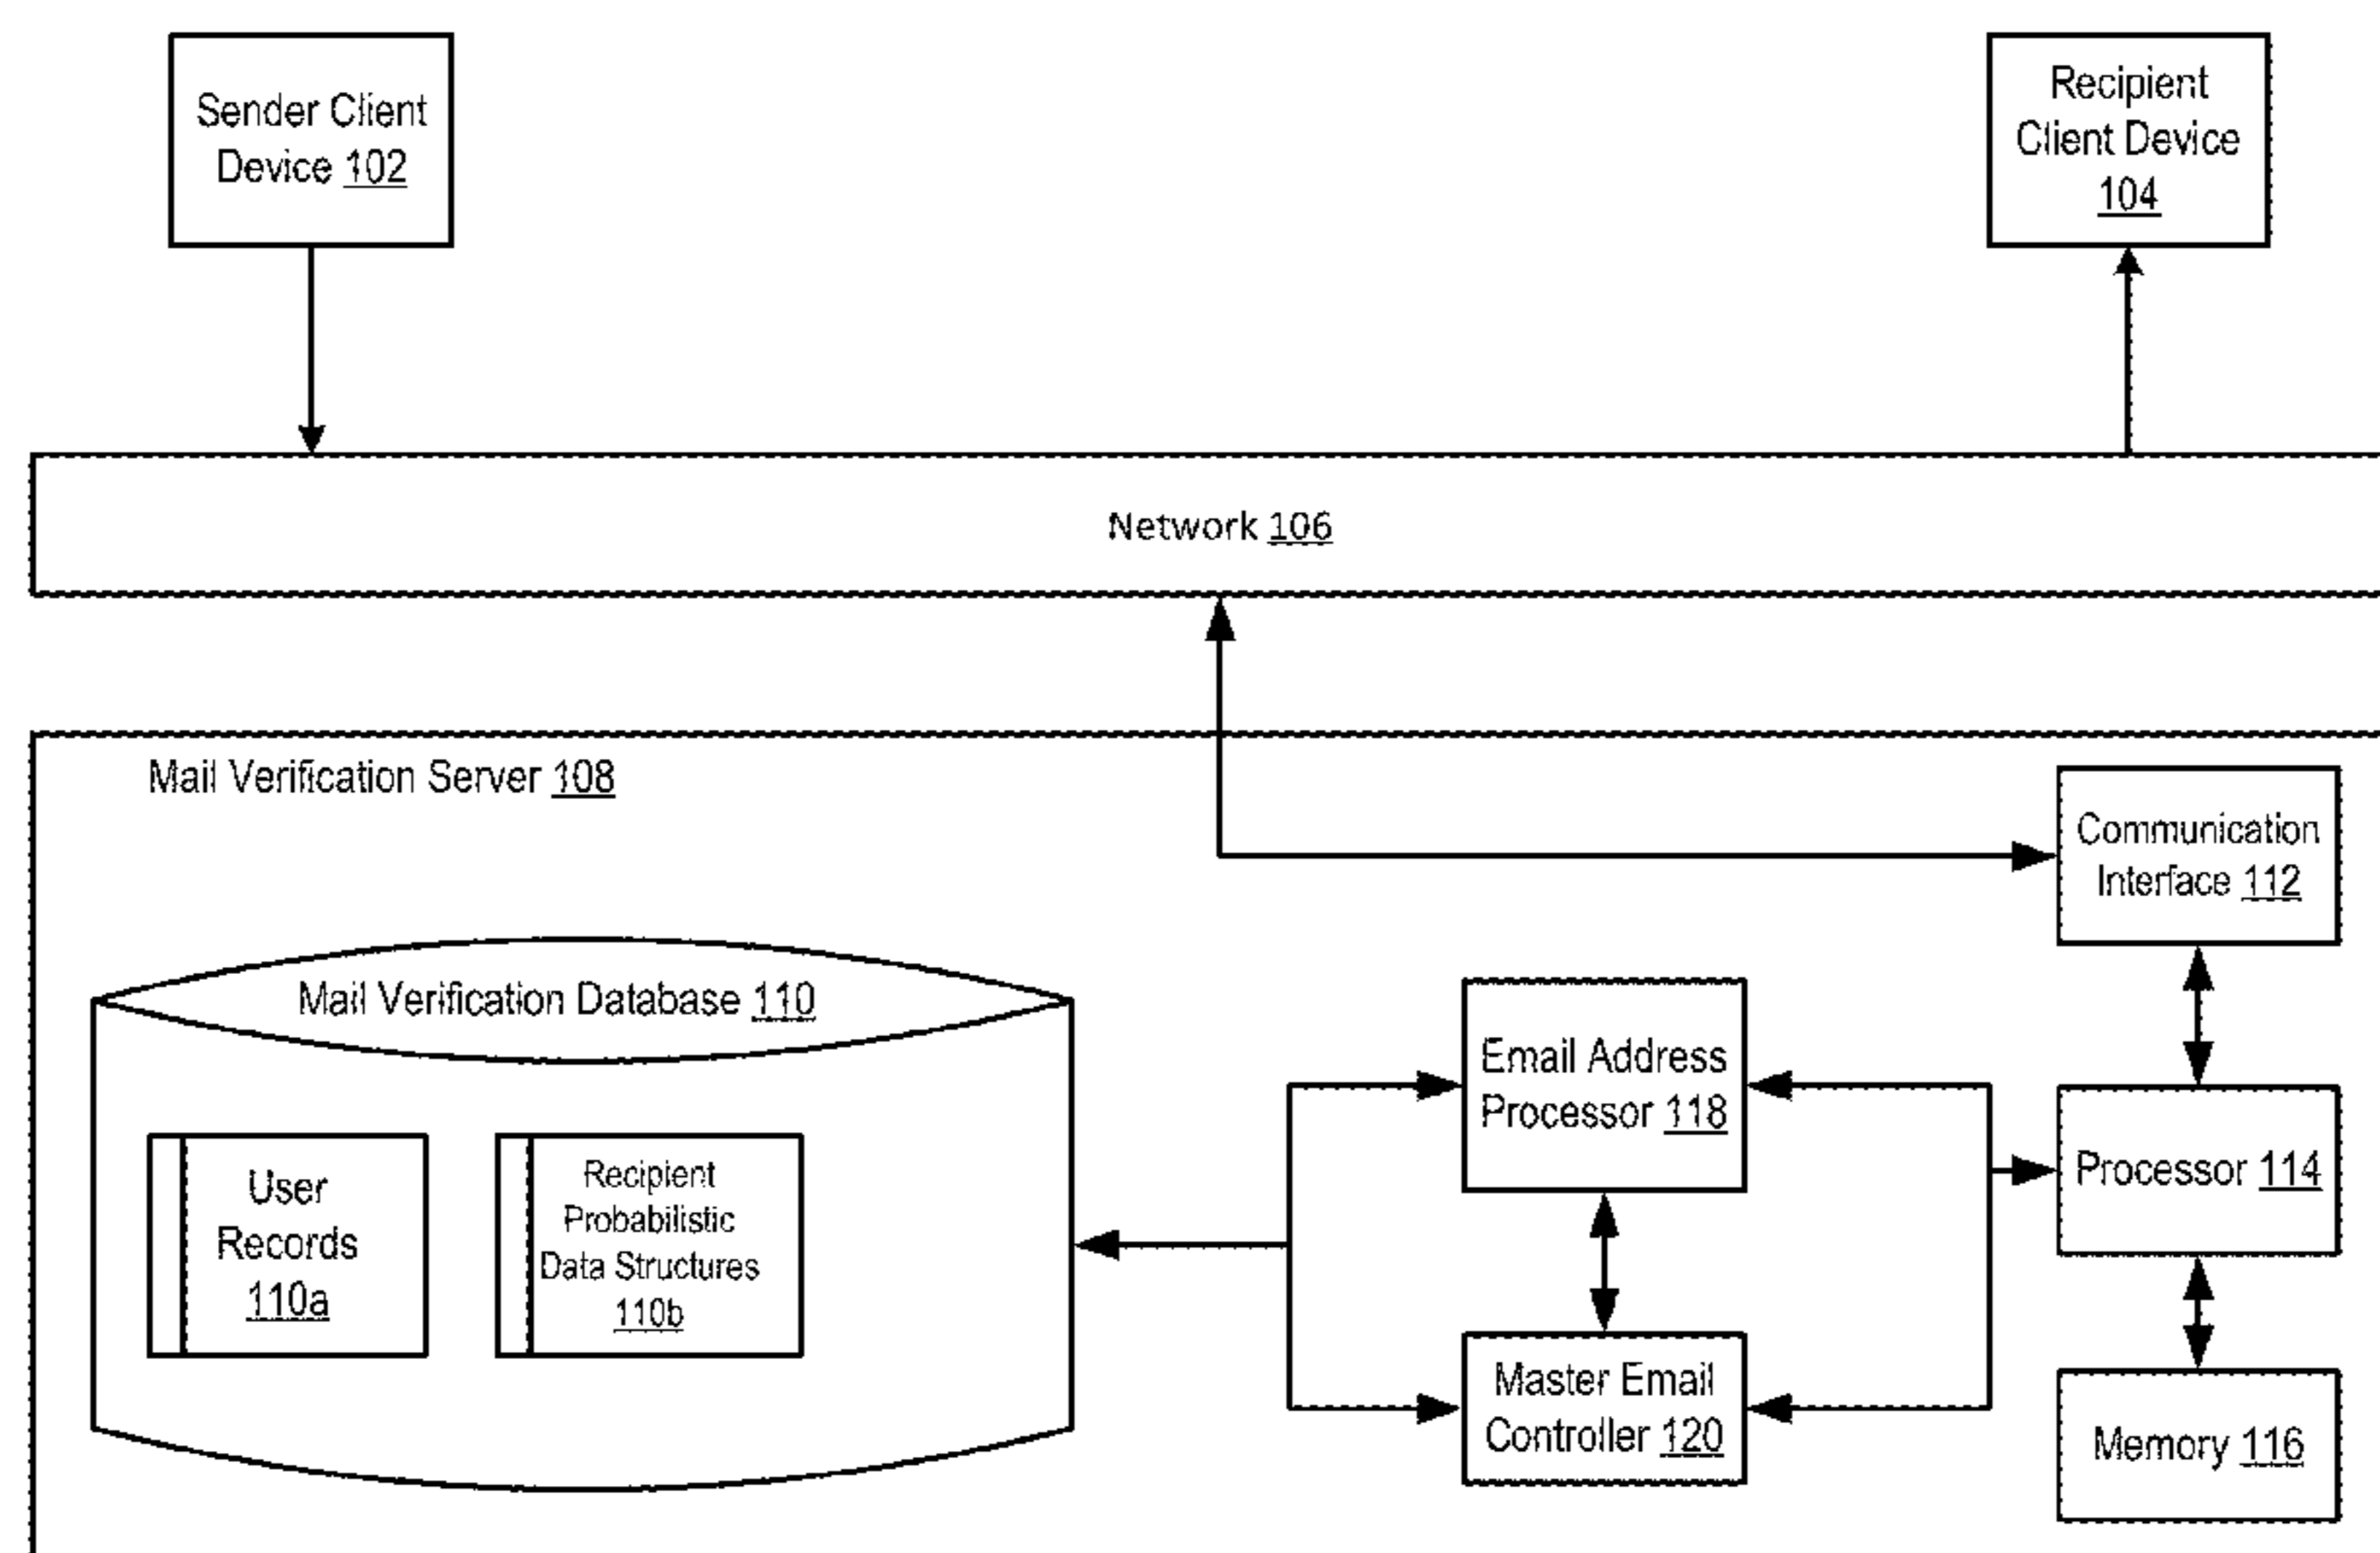 Sender Client
Device 102
Recipient
Client Device
104
Network 106
Mail Verification Server 108
Communication
Interface 112
Mail Verification Database 110
Email Address
Processor 118
User
Records
110a
Recipient
Probabilistic
Data Structures
110b
Processor 114
Master Email
Controller 120
Memory 116